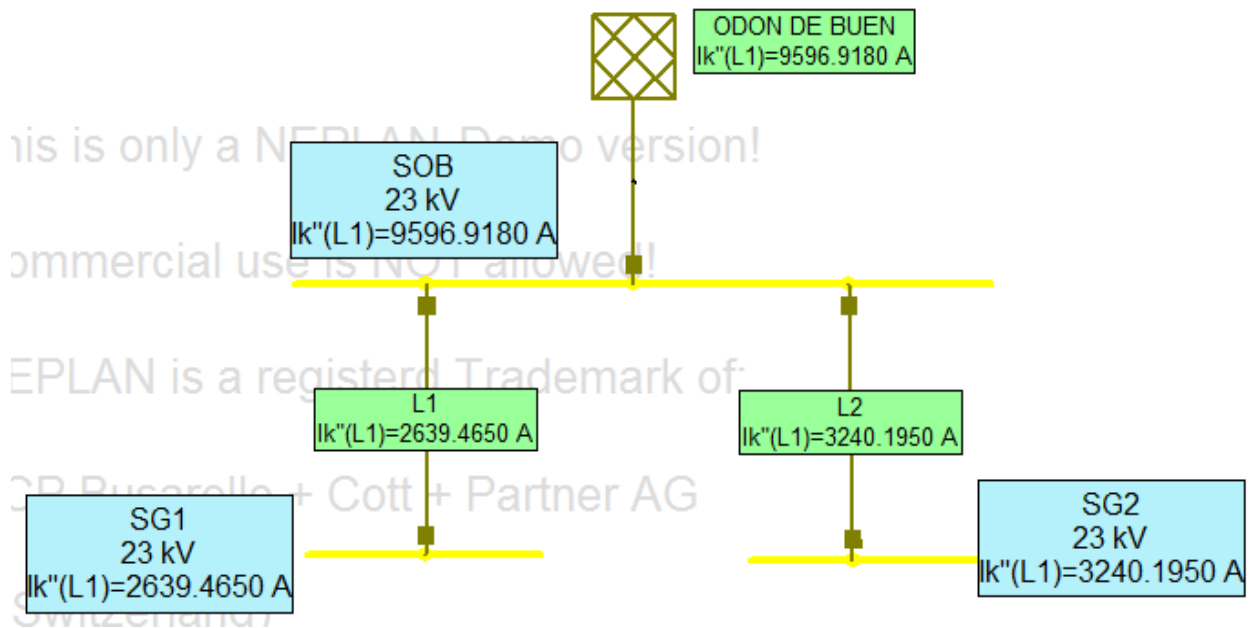 ODON DE BUEN
Ik"(L1)=9596.9180 A
his is only a NEPLAN Demo version!
SOB
23 kV
Ik"(L1)=9596.9180 A
ommercial use is NOT allowed!
EPLAN is a registerd Trademark of:
L1
Ik"(L1)=2639.4650 A
L2
Ik"(L1)=3240.1950 A
CP Busarello + Cott + Partner AG
SG1
23 kV
Ik"(L1)=2639.4650 A
SG2
23 kV
Ik"(L1)=3240.1950 A
Switzerland)